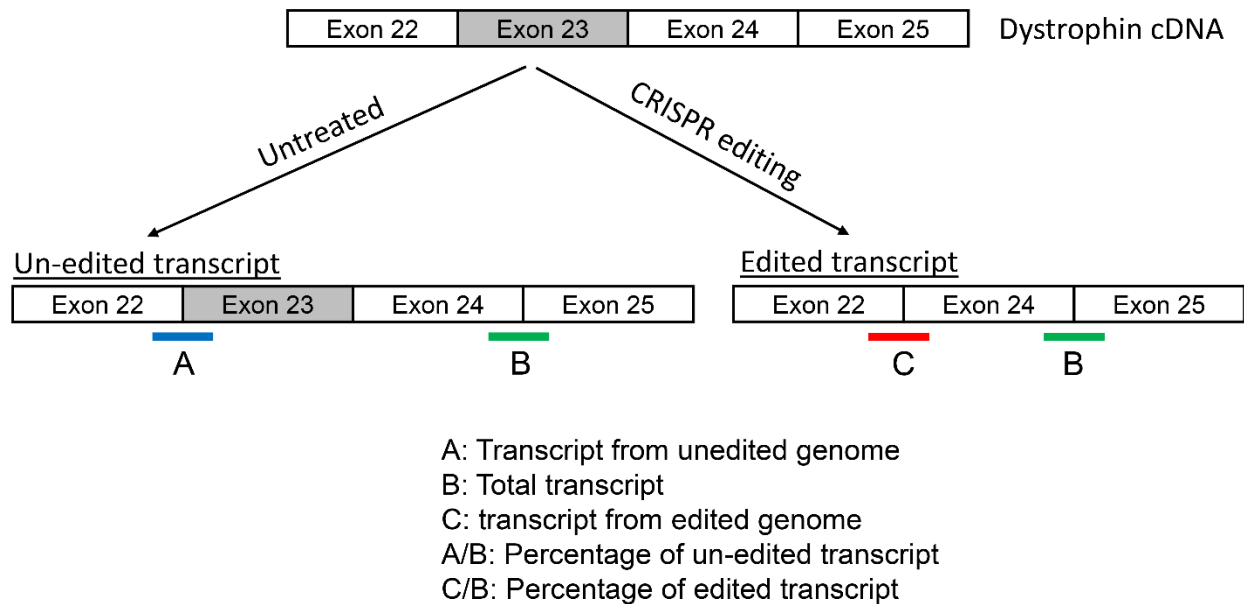 Exon 22 Exon 23 Exon 24 Exon 25 Dystrophin cDNA
Untreated
CRISPR editing
Un-edited transcript
Exon 22 Exon 23 Exon 24 Exon 25
A B
Edited transcript
Exon 22 Exon 24 Exon 25
C B
A: Transcript from unedited genome
B: Total transcript
C: transcript from edited genome
A/B: Percentage of un-edited transcript
C/B: Percentage of edited transcript